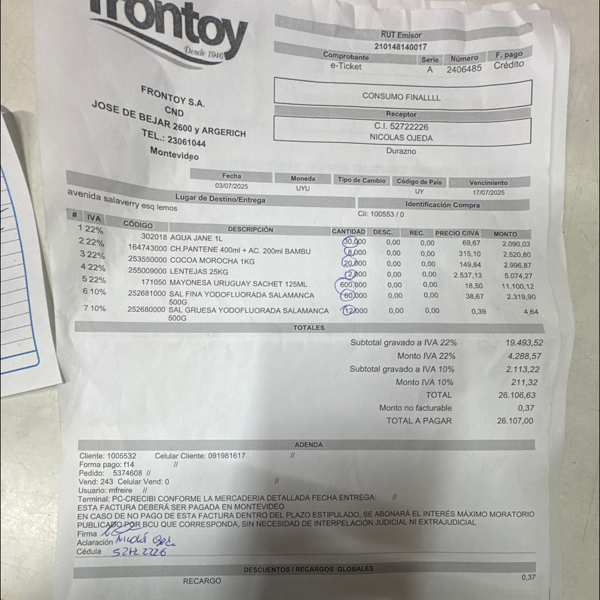 frontoy
Desde 1946
FRONTOY S.A.
CND
JOSE DE BEJAR 2600 y ARGERICH
TEL.: 23061044
Montevideo
RUT Emisor
210148140017
Comprobante Serie Número F. pago
e-Ticket A 2406485 Crédito
CONSUMO FINALLLL
Receptor
C.I. 52722226
NICOLAS OJEDA
Durazno
Fecha Moneda Tipo de Cambio Código de País Vencimiento
03/07/2025 UYU UY 17/07/2025
Lugar de Destino/Entrega Identificación Compra
avenida salaverry esq lemos Cli: 100553 / 0
# IVA CÓDIGO DESCRIPCIÓN CANTIDAD DESC. REC. PRECIO C/IVA MONTO
1 22% 302018 AGUA JANE 1L 30,000 0,00 0,00 69,67 2.090,03
2 22% 164743000 CH.PANTENE 400ml + AC. 200ml BAMBU 8,000 0,00 0,00 315,10 2.520,80
3 22% 253550000 COCOA MOROCHA 1KG 20,000 0,00 0,00 149,84 2.996,87
4 22% 255009000 LENTEJAS 25KG 2,000 0,00 0,00 2.537,13 5.074,27
5 22% 171050 MAYONESA URUGUAY SACHET 125ML 600,000 0,00 0,00 18,50 11.100,12
6 10% 252681000 SAL FINA YODOFLUORADA SALAMANCA 60,000 0,00 0,00 38,67 2.319,90
500G
7 10% 252680000 SAL GRUESA YODOFLUORADA SALAMANCA 12,000 0,00 0,00 0,39 4,64
500G
TOTALES
Subtotal gravado a IVA 22% 19.493,52
Monto IVA 22% 4.288,57
Subtotal gravado a IVA 10% 2.113,22
Monto IVA 10% 211,32
TOTAL 26.106,63
Monto no facturable 0,37
TOTAL A PAGAR 26.107,00
ADENDA
Cliente: 1005532 Celular Cliente: 091981617 //
Forma pago: f14 //
Pedido: 5374608 //
Vend: 243 Celular Vend: 0 //
Usuario: mfreire //
Terminal: PC-CRECIBI CONFORME LA MERCADERIA DETALLADA FECHA ENTREGA: //
ESTA FACTURA DEBERÁ SER PAGADA EN MONTEVIDEO
EN CASO DE NO PAGO DE ESTA FACTURA DENTRO DEL PLAZO ESTIPULADO, SE ABONARÁ EL INTERÉS MÁXIMO MORATORIO
PUBLICADO POR BCU QUE CORRESPONDA, SIN NECESIDAD DE INTERPELACIÓN JUDICIAL NI EXTRAJUDICIAL
Firma
Aclaración Nicolás
Cédula
DESCUENTOS / RECARGOS GLOBALES
RECARGO 0,37